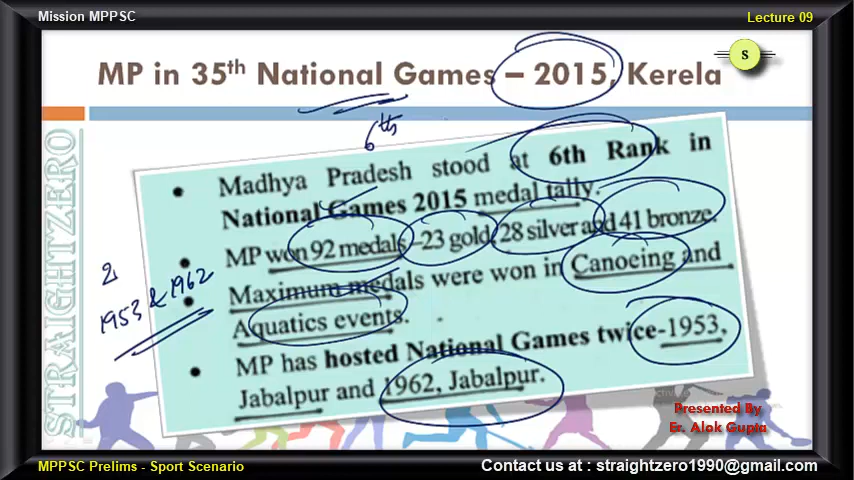 Mission MPPSC
Lecture 09
S
MP in 35th National Games – 2015, Kerela
6th
• Madhya Pradesh stood at 6th Rank in
National Games 2015 medal tally.
• MP won 92 medals –23 gold, 28 silver and 41 bronze.
• Maximum medals were won in Canoeing and
Aquatics events.
• MP has hosted National Games twice-1953,
Jabalpur and 1962, Jabalpur.
2
1953 & 1962
STRAIGHTZERO
Presented By
Er. Alok Gupta
MPPSC Prelims - Sport Scenario
Contact us at : straightzero1990@gmail.com